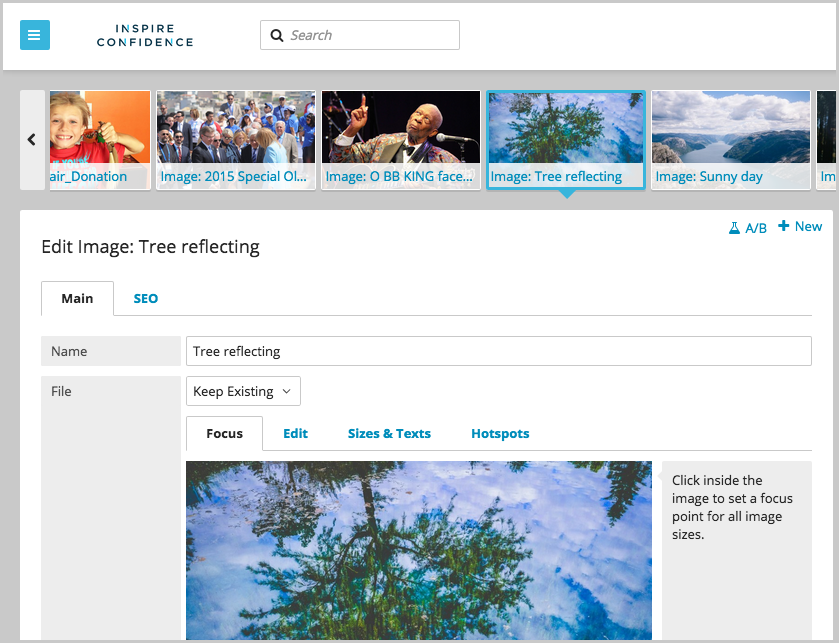 INSPIRE
CONFIDENCE
Search
air_Donation
Image: 2015 Special Ol...
Image: O BB KING face...
Image: Tree reflecting
Image: Sunny day
Im
A/B
New
Edit Image: Tree reflecting
Main
SEO
Name
Tree reflecting
File
Keep Existing
Focus
Edit
Sizes & Texts
Hotspots
Click inside the
image to set a focus
point for all image
sizes.